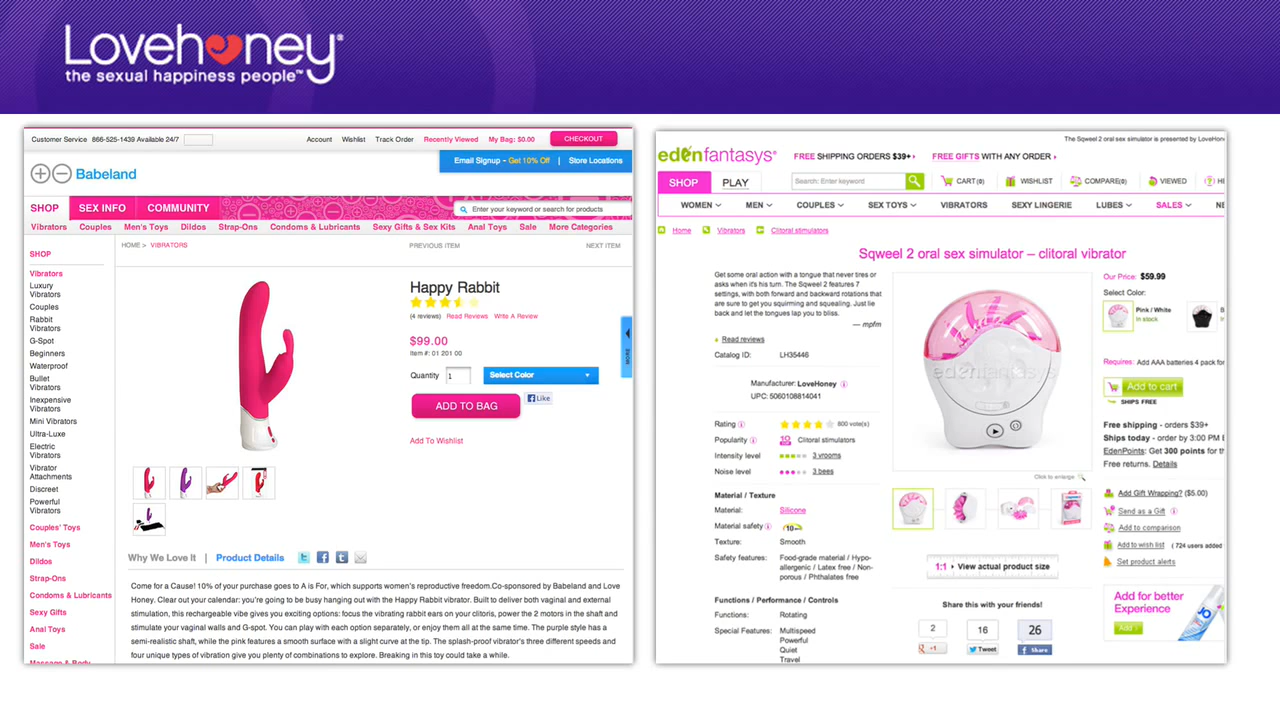 Lovehoney®
the sexual happiness people™
Customer Service 866-525-1439 Available 24/7
Account Wishlist Track Order Recently Viewed My Bag: $0.00 CHECKOUT
Babeland
Email Signup - Get 10% Off | Store Locations
SHOP SEX INFO COMMUNITY
Enter your keyword or search for products
Vibrators Couples Men's Toys Dildos Strap-Ons Condoms & Lubricants Sexy Gifts & Sex Kits Anal Toys Sale More Categories
HOME > VIBRATORS
PREVIOUS ITEM NEXT ITEM
SHOP
Vibrators
Luxury
Vibrators
Couples
Rabbit
Vibrators
G-Spot
Beginners
Waterproof
Bullet
Vibrators
Inexpensive
Vibrators
Mini Vibrators
Ultra-Luxe
Electric
Vibrators
Vibrator
Attachments
Discreet
Powerful
Vibrators
Couples' Toys
Men's Toys
Dildos
Strap-Ons
Condoms & Lubricants
Sexy Gifts
Anal Toys
Sale
Massage & Body
Happy Rabbit
(4 reviews) Read Reviews Write A Review
$99.00
Item #: 01 201 00
Quantity 1 Select Color
ADD TO BAG Like
Add To Wishlist
MORE
Why We Love It | Product Details
Come for a Cause! 10% of your purchase goes to A is For, which supports women's reproductive freedom.Co-sponsored by Babeland and Love
Honey. Clear out your calendar: you're going to be busy hanging out with the Happy Rabbit vibrator. Built to deliver both vaginal and external
stimulation, this rechargeable vibe gives you exciting options: focus the vibrating rabbit ears on your clitoris, power the 2 motors in the shaft and
stimulate your vaginal walls and G-spot. You can play with each option separately, or enjoy them all at the same time. The purple style has a
semi-realistic shaft, while the pink features a smooth surface with a slight curve at the tip. The splash-proof vibrator's three different speeds and
four unique types of vibration give you plenty of combinations to explore. Breaking in this toy could take a while.
The Sqweel 2 oral sex simulator is presented by LoveHon
edenfantasys
FREE SHIPPING ORDERS $39+ FREE GIFTS WITH ANY ORDER
SHOP PLAY Search: Enter keyword CART(0) WISHLIST COMPARE(0) VIEWED HE
WOMEN MEN COUPLES SEX TOYS VIBRATORS SEXY LINGERIE LUBES SALES NE
Home Vibrators Clitoral stimulators
Sqweel 2 oral sex simulator – clitoral vibrator
Get some oral action with a tongue that never tires or
asks when it's his turn. The Sqweel 2 features 7
settings, with both forward and backward rotations that
are sure to get you squirming and squealing. Just lie
back and let the tongues lap you to bliss.
— mpfm
Read reviews
Catalog ID: LH35446
Manufacturer: LoveHoney
UPC: 5060108814041
Rating 800 vote(s)
Popularity 10 Clitoral stimulators
Intensity level 3 vrooms
Noise level 3 bees
Material / Texture
Material: Silicone
Material safety 10
Texture: Smooth
Safety features: Food-grade material / Hypo-
allergenic / Latex free / Non-
porous / Phthalates free
Functions / Performance / Controls
Functions: Rotating
Special Features: Multispeed
Powerful
Quiet
Travel
edenfantasys
Click to enlarge
1:1 View actual product size
Share this with your friends!
2 16 26
+1 Tweet Share
Our Price: $59.99
Select Color:
Pink / White
In stock
B
Requires: Add AAA batteries 4 pack for
Add to cart
SHIPS FREE
Free shipping - orders $39+
Ships today - order by 3:00 PM E
EdenPoints: Get 300 points for th
Free returns. Details
Add Gift Wrapping? ($5.00)
Send as a Gift
Add to comparison
Add to wish list ( 724 users added
Set product alerts
Add for better
Experience
Add
JO